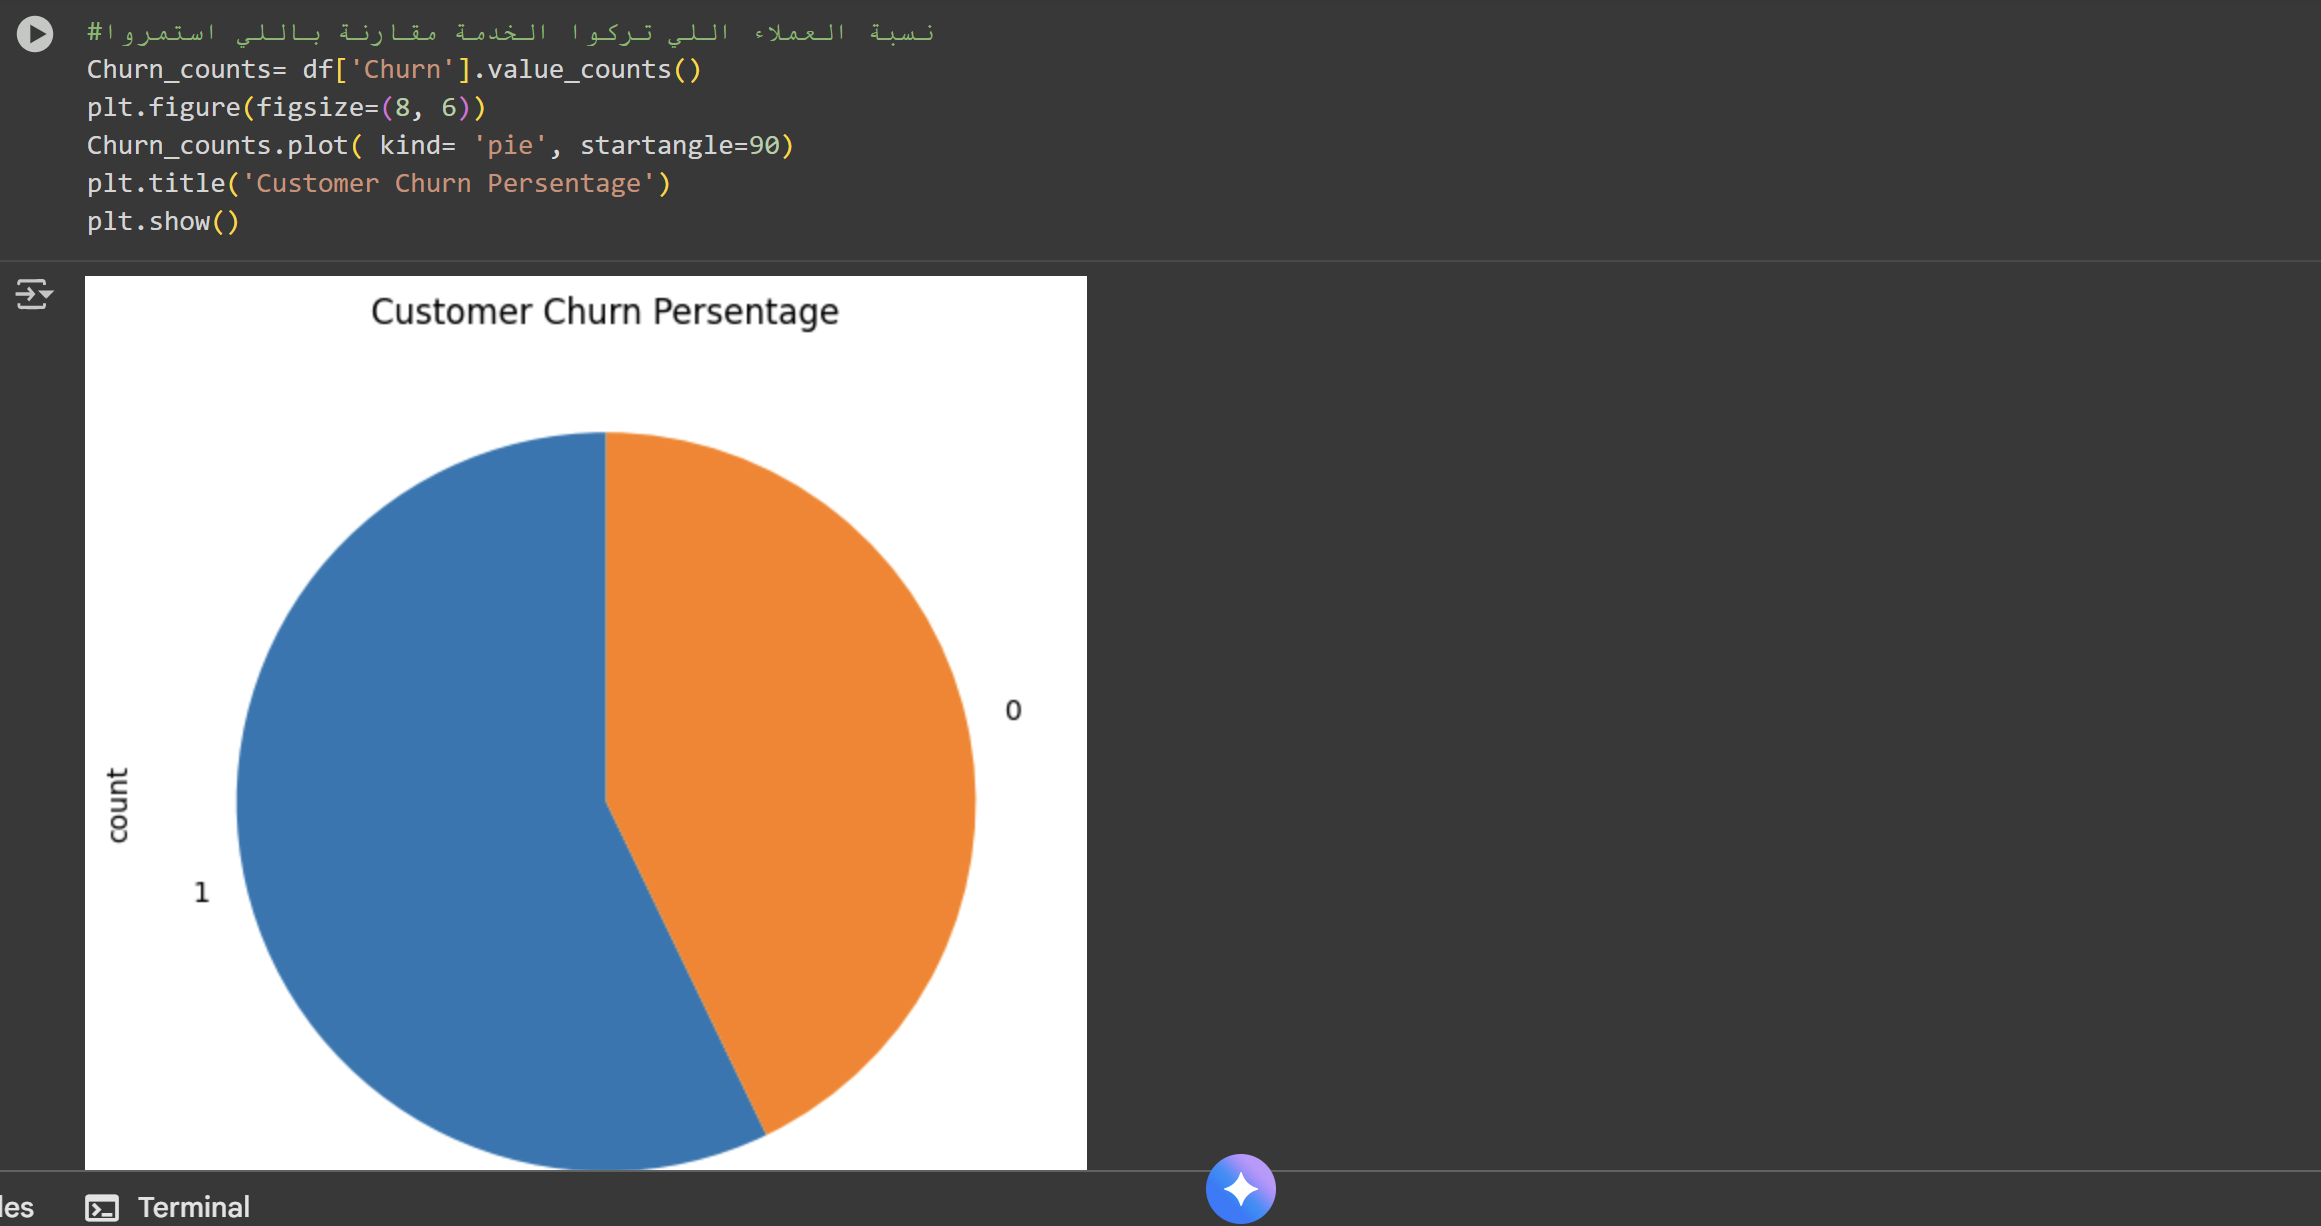 #نسبة العملاء اللي تركوا الخدمة مقارنة باللي استمروا
Churn_counts= df['Churn'].value_counts()
plt.figure(figsize=(8, 6))
Churn_counts.plot( kind= 'pie', startangle=90)
plt.title('Customer Churn Persentage')
plt.show()
Customer Churn Persentage
0
count
1
les
Terminal